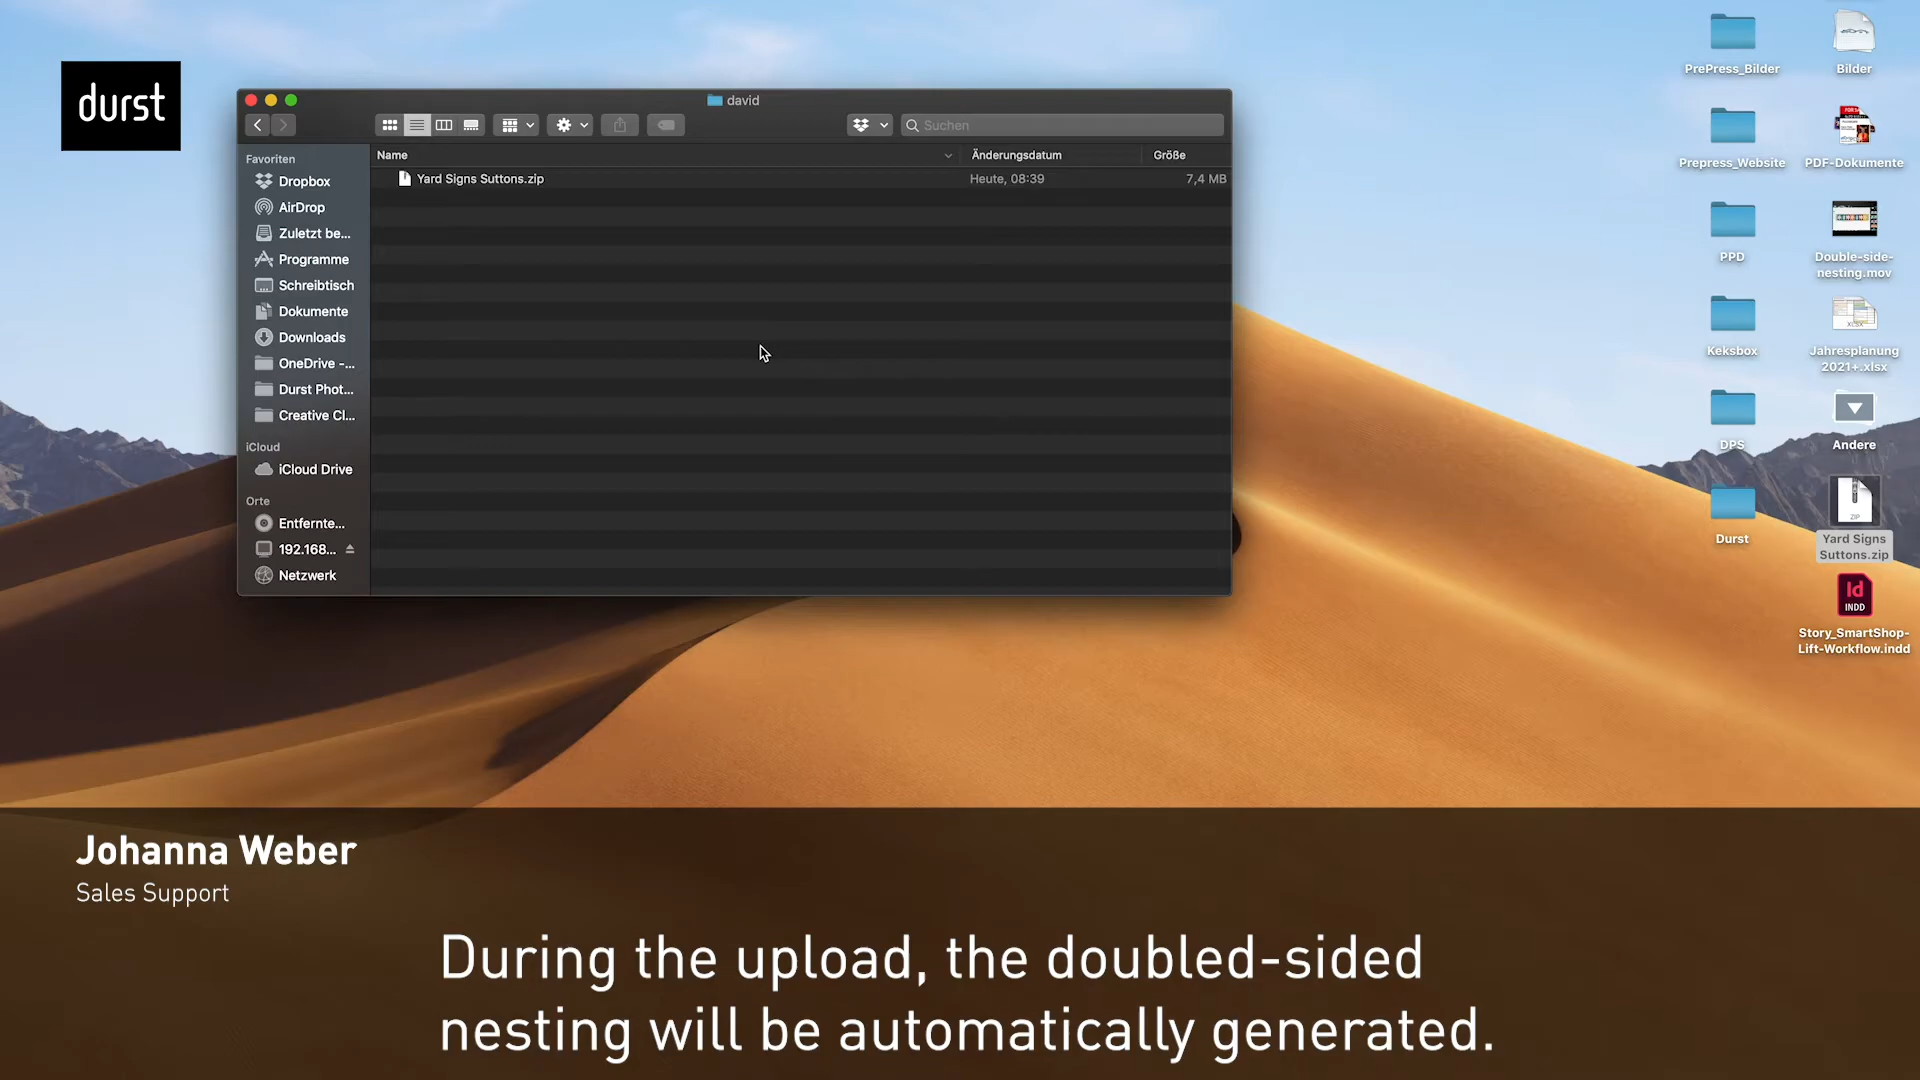 durst
david
Suchen
Name
Änderungsdatum
Größe
Yard Signs Suttons.zip
Heute, 08:39
7,4 MB
Favoriten
Dropbox
AirDrop
Zuletzt be...
Programme
Schreibtisch
Dokumente
Downloads
OneDrive -...
Durst Phot...
Creative Cl...
iCloud
iCloud Drive
Orte
Entfernte...
192.168...
Netzwerk
PrePress_Bilder
Bilder
Prepress_Website
PDF-Dokumente
PPD
Double-side-
nesting.mov
Keksbox
XLSX
Jahresplanung
2021+.xlsx
DPS
Andere
Durst
ZIP
Yard Signs
Suttons.zip
Id
INDD
Story_SmartShop-
Lift-Workflow.indd
Johanna Weber
Sales Support
During the upload, the doubled-sided
nesting will be automatically generated.